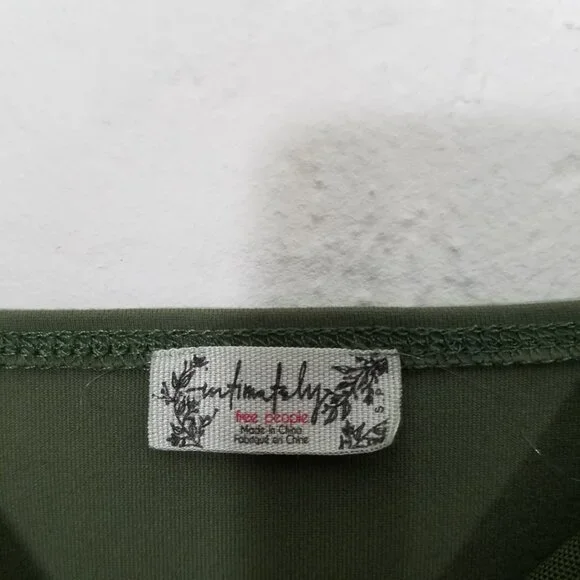 intimately
free people
Made in China
Fabriqué en Chine
S P